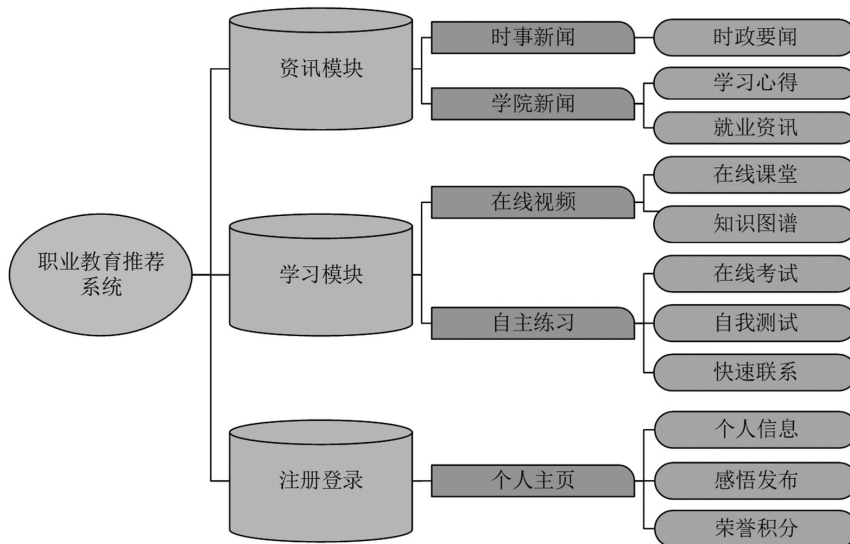 职业教育推荐
系统
资讯模块
时事新闻
时政要闻
学院新闻
学习心得
就业资讯
学习模块
在线视频
在线课堂
知识图谱
自主练习
在线考试
自我测试
快速联系
注册登录
个人主页
个人信息
感悟发布
荣誉积分